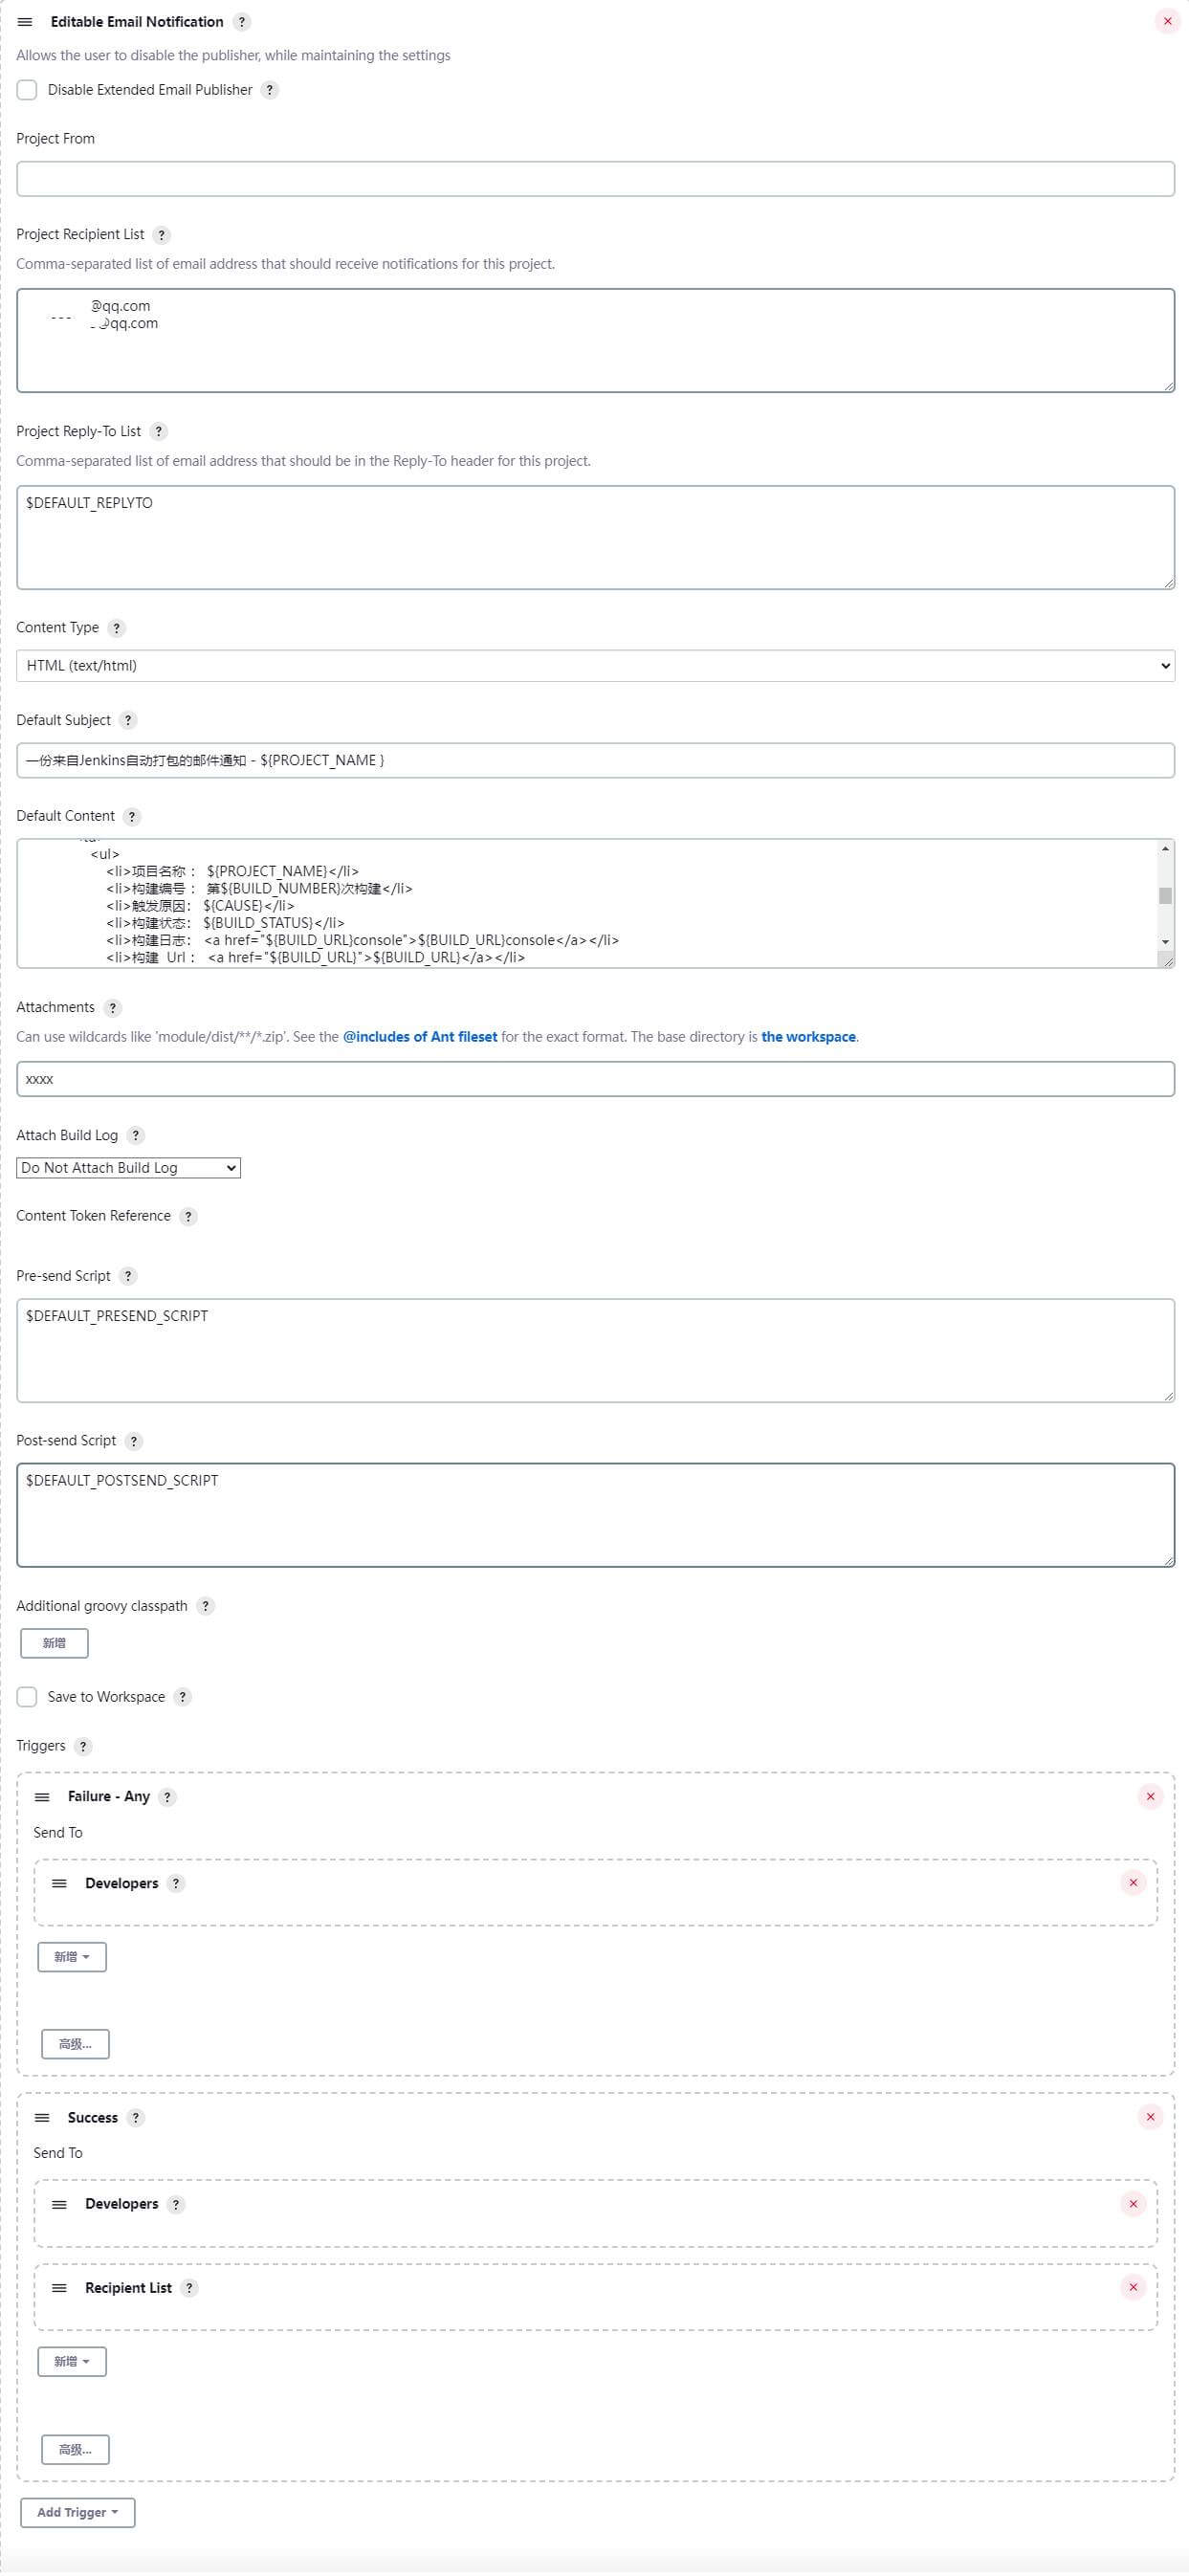 Editable Email Notification ?
Allows the user to disable the publisher, while maintaining the settings
Disable Extended Email Publisher ?
Project From
Project Recipient List ?
Comma-separated list of email address that should receive notifications for this project.
@qq.com
@qq.com
Project Reply-To List ?
Comma-separated list of email address that should be in the Reply-To header for this project.
$DEFAULT_REPLYTO
Content Type ?
HTML (text/html)
Default Subject ?
一份来自Jenkins自动打包的邮件通知 - ${PROJECT_NAME }
Default Content ?
<ul>
<li>项目名称 ： ${PROJECT_NAME}</li>
<li>构建编号 ： 第${BUILD_NUMBER}次构建</li>
<li>触发原因： ${CAUSE}</li>
<li>构建状态： ${BUILD_STATUS}</li>
<li>构建日志： <a href="${BUILD_URL}console">${BUILD_URL}console</a></li>
<li>构建 Url ： <a href="${BUILD_URL}">${BUILD_URL}</a></li>
Attachments ?
Can use wildcards like 'module/dist/**/*.zip'. See the @includes of Ant fileset for the exact format. The base directory is the workspace.
xxxx
Attach Build Log ?
Do Not Attach Build Log
Content Token Reference ?
Pre-send Script ?
$DEFAULT_PRESEND_SCRIPT
Post-send Script ?
$DEFAULT_POSTSEND_SCRIPT
Additional groovy classpath ?
新增
Save to Workspace ?
Triggers ?
Failure - Any ?
Send To
Developers ?
新增
高级...
Success ?
Send To
Developers ?
Recipient List ?
新增
高级...
Add Trigger